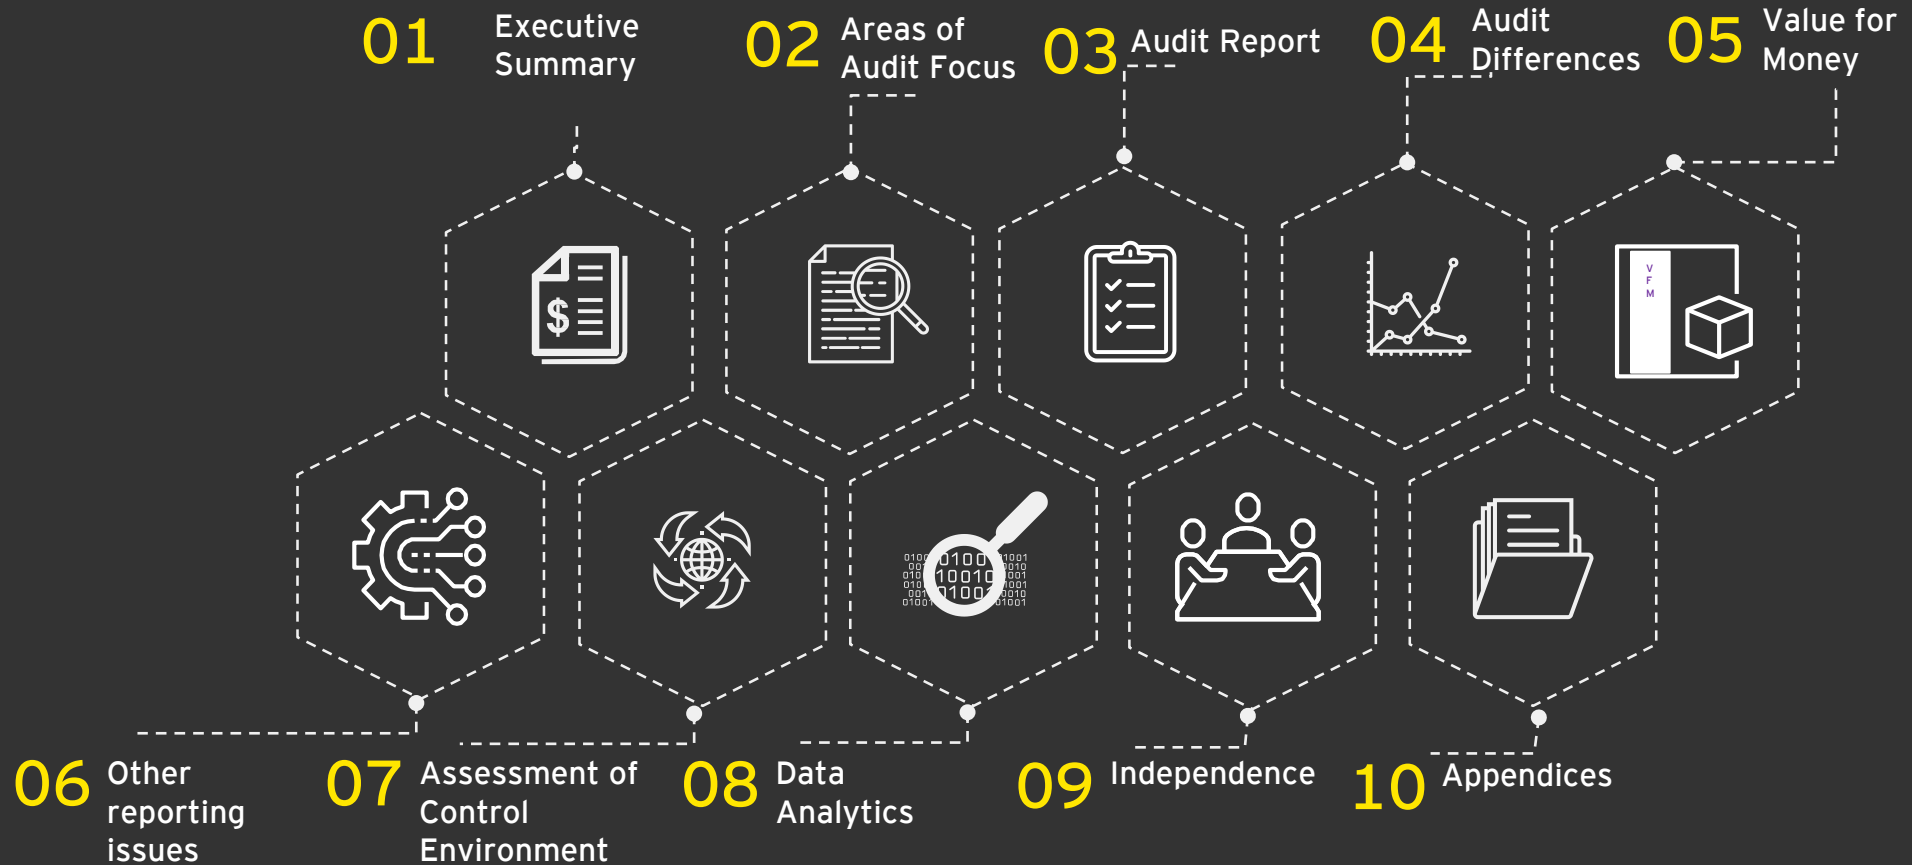 01
Executive
Summary
02
Areas of
Audit Focus
03
Audit Report
04
Audit
Differences
05
Value for
Money
$
V
F
M
10010
06
Other
reporting
issues
07
Assessment of
Control
Environment
08
Data
Analytics
09
Independence
10
Appendices